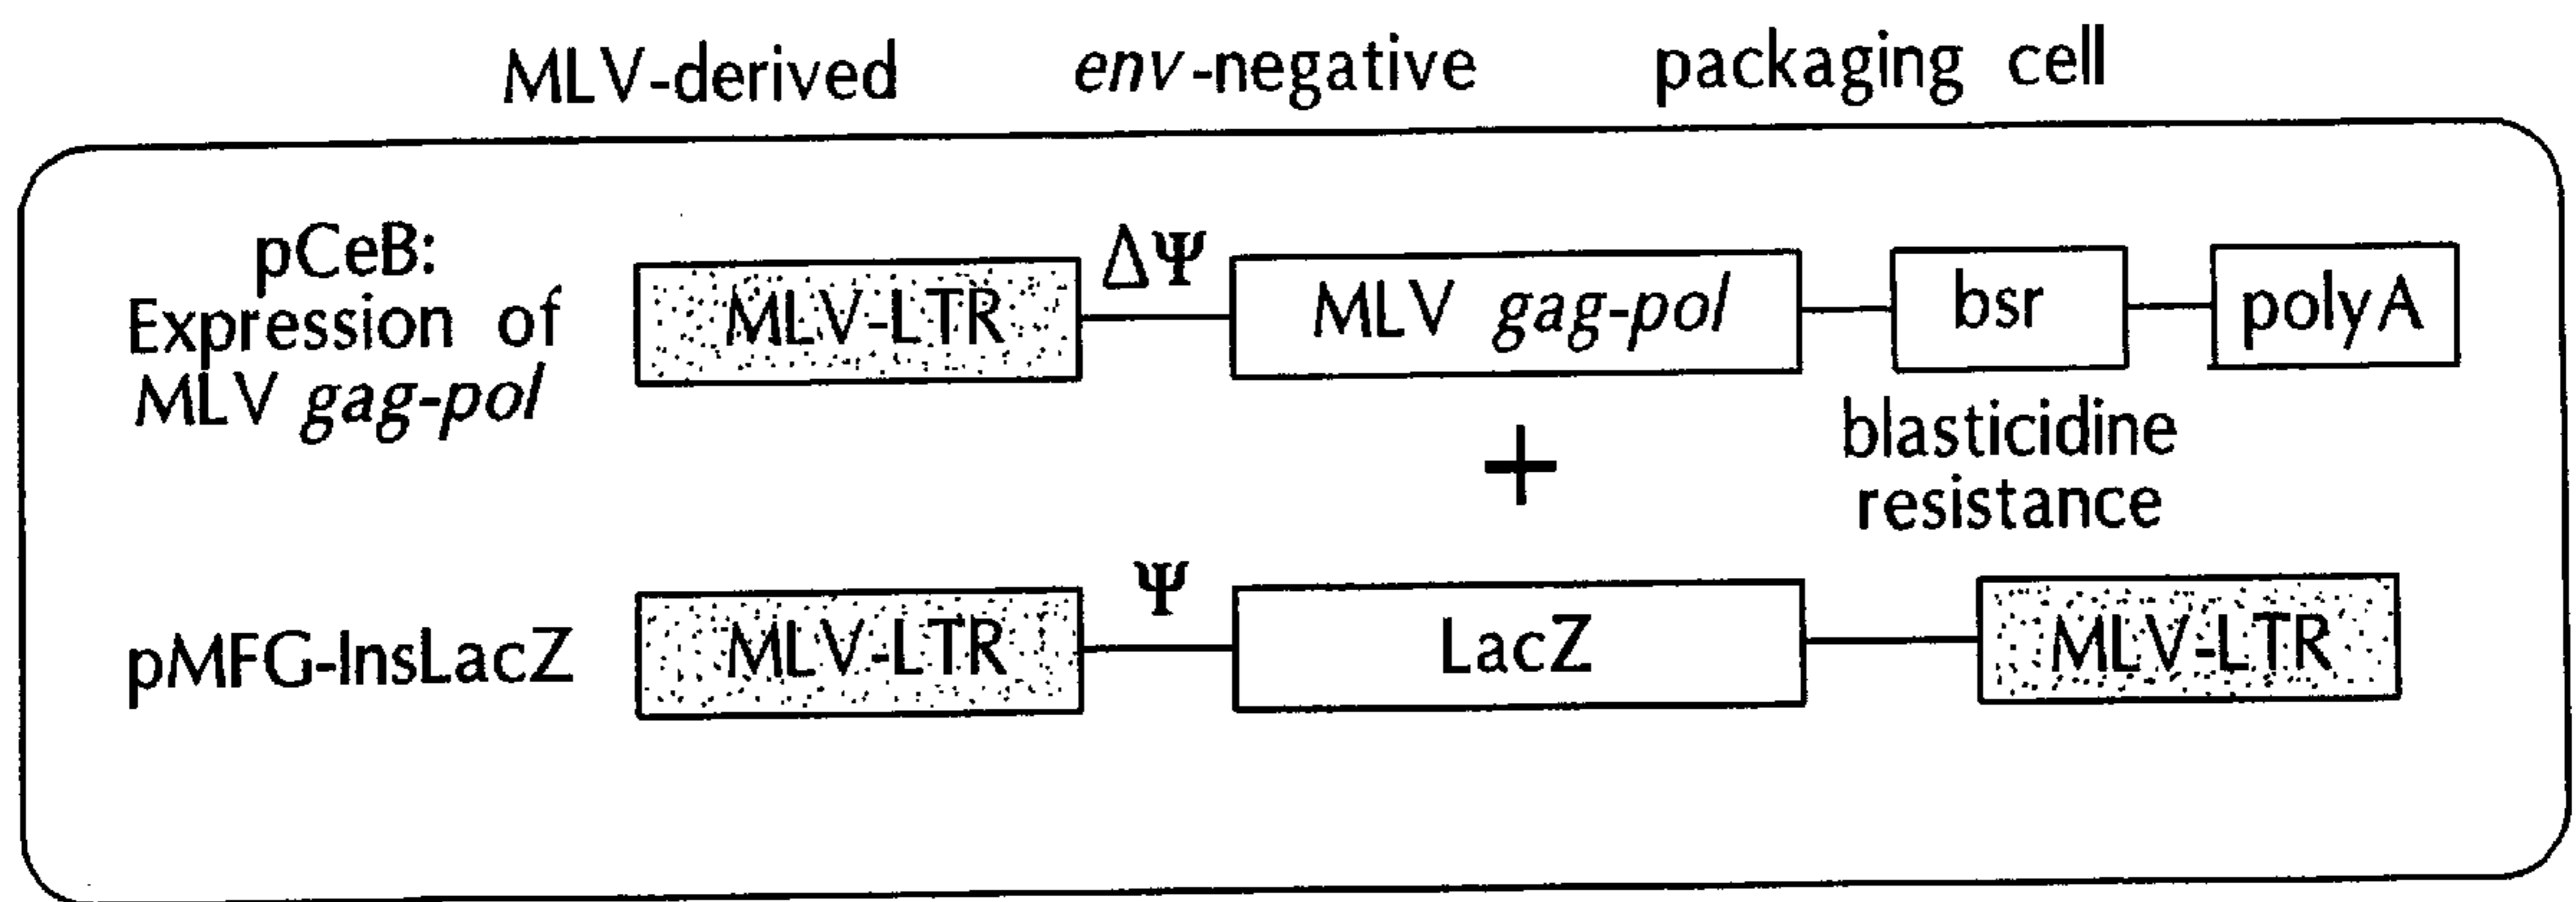 MLV-derived env-negative packaging cell
pCeB:
Expression of
MLV gag-pol
MLV-LTR ΔΨ MLV gag-pol bsr polyA
+
blasticidine
resistance
pMFG-InsLacZ MLV-LTR Ψ LacZ MLV-LTR